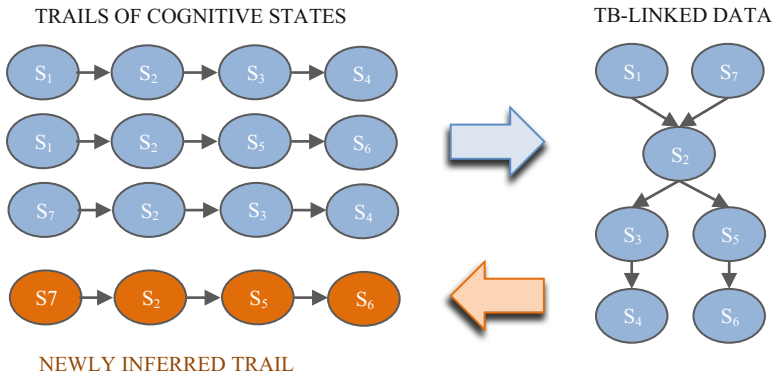 TRAILS OF COGNITIVE STATES
S₁ S₂ S₃ S₄
S₁ S₂ S₅ S₆
S₇ S₂ S₃ S₄
S7 S₂ S₅ S₆
NEWLY INFERRED TRAIL
TB-LINKED DATA
S₁ S₇
S₂
S₃ S₅
S₄ S₆